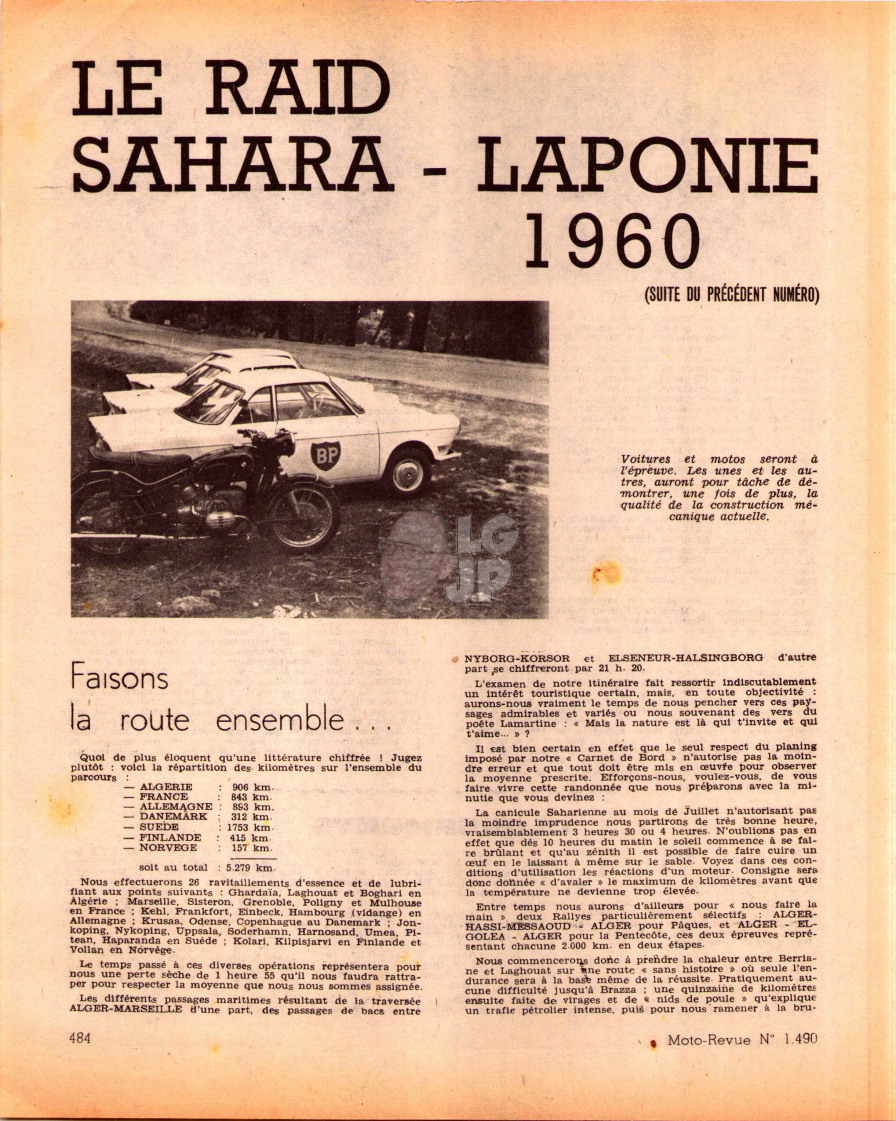 LE RAID
SAHARA - LAPONIE
1960
(SUITE DU PRÉCÉDENT NUMÉRO)
BP
LG
JP
Voitures et motos seront à
l'épreuve. Les unes et les au-
tres, auront pour tâche de dé-
montrer, une fois de plus, la
qualité de la construction mé-
canique actuelle.
Faisons
la route ensemble...
Quoi de plus éloquent qu'une littérature chiffrée ! Jugez
plutôt : voici la répartition des kilomètres sur l'ensemble du
parcours :
— ALGERIE : 906 km.
— FRANCE : 843 km.
— ALLEMAGNE : 893 km.
— DANEMARK : 312 km.
— SUEDE : 1753 km.
— FINLANDE : 415 km.
— NORVEGE : 157 km.
soit au total : 5.279 km.
Nous effectuerons 26 ravitaillements d'essence et de lubri-
fiant aux points suivants : Ghardaïa, Laghouat et Boghari en
Algérie ; Marseille, Sisteron, Grenoble, Poligny et Mulhouse
en France ; Kehl, Frankfort, Einbeck, Hambourg (vidange) en
Allemagne ; Krusaa, Odense, Copenhague au Danemark ; Jon-
koping, Nykoping, Uppsala, Soderhamn, Harnosand, Umea, Pi-
tean, Haparanda en Suède ; Kolari, Kilpisjarvi en Finlande et
Vollan en Norvège.
Le temps passé à ces diverses opérations représentera pour
nous une perte sèche de 1 heure 55 qu'il nous faudra rattra-
per pour respecter la moyenne que nous nous sommes assignée.
Les différents passages maritimes résultant de la traversée
ALGER-MARSEILLE d'une part, des passages de bacs entre
NYBORG-KORSOR et ELSENEUR-HALSINGBORG d'autre
part se chiffreront par 21 h. 20.
L'examen de notre itinéraire fait ressortir indiscutablement
un intérêt touristique certain, mais, en toute objectivité :
aurons-nous vraiment le temps de nous pencher vers ces pay-
sages admirables et variés ou nous souvenant des vers du
poête Lamartine : « Mais la nature est là qui t'invite et qui
t'aime... » ?
Il est bien certain en effet que le seul respect du planing
imposé par notre « Carnet de Bord » n'autorise pas la moin-
dre erreur et que tout doit être mis en œuvre pour observer
la moyenne prescrite. Efforçons-nous, voulez-vous, de vous
faire vivre cette randonnée que nous préparons avec la mi-
nutie que vous devinez :
La canicule Saharienne au mois de Juillet n'autorisant pas
la moindre imprudence nous partirons de très bonne heure,
vraisemblablement 3 heures 30 ou 4 heures. N'oublions pas en
effet que dès 10 heures du matin le soleil commence à se fai-
re brûlant et qu'au zénith il est possible de faire cuire un
œuf en le laissant à même sur le sable. Voyez dans ces con-
ditions d'utilisation les réactions d'un moteur. Consigne sera
donc donnée « d'avaler » le maximum de kilomètres avant que
la température ne devienne trop élevée.
Entre temps nous aurons d'ailleurs pour « nous faire la
main » deux Rallyes particulièrement sélectifs : ALGER-
HASSI-MESSAOUD - ALGER pour Pâques, et ALGER - EL-
GOLEA - ALGER pour la Pentecôte, ces deux épreuves repré-
sentant chacune 2.000 km. en deux étapes.
Nous commencerons donc à prendre la chaleur entre Berria-
ne et Laghouat sur une route « sans histoire » où seule l'en-
durance sera à la base même de la réussite. Pratiquement au-
cune difficulté jusqu'à Brazza ; une quinzaine de kilomètres
ensuite faite de virages et de « nids de poule » qu'explique
un trafic pétrolier intense, puis pour nous ramener à la bru-
484
Moto-Revue N° 1.490